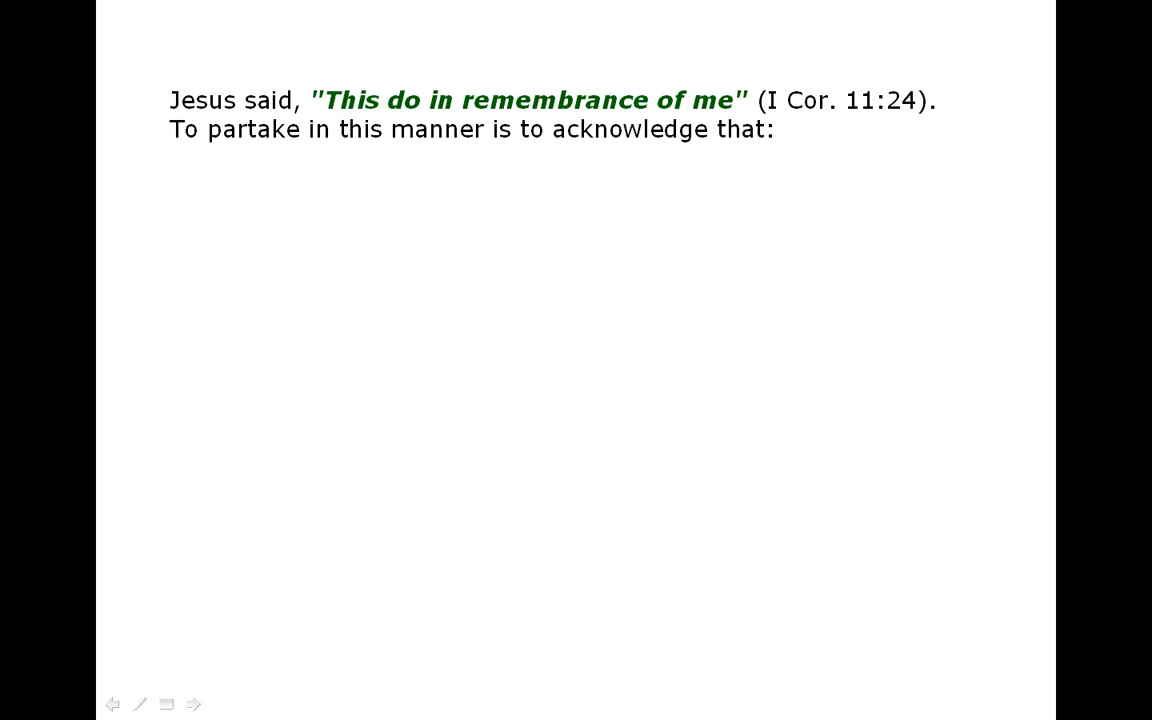 Jesus said, "This do in remembrance of me" (I Cor. 11:24).
To partake in this manner is to acknowledge that: